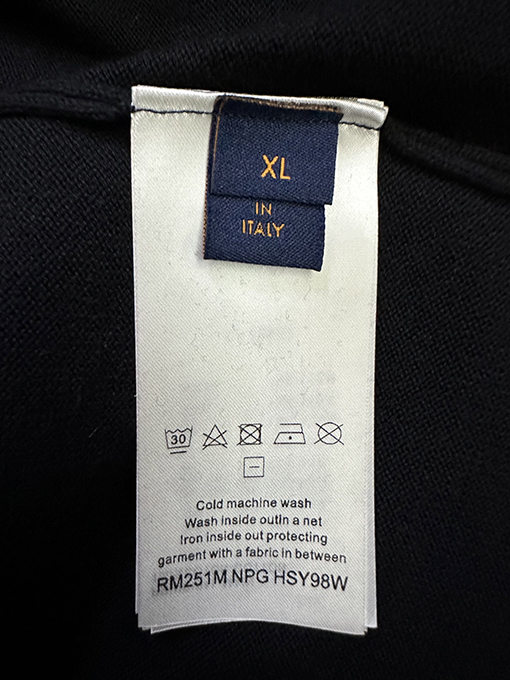 XL
IN
ITALY
30
Cold machine wash
Wash inside outIn a net
Iron inside out protecting
garment with a fabric in between
RM251M NPG HSY98W